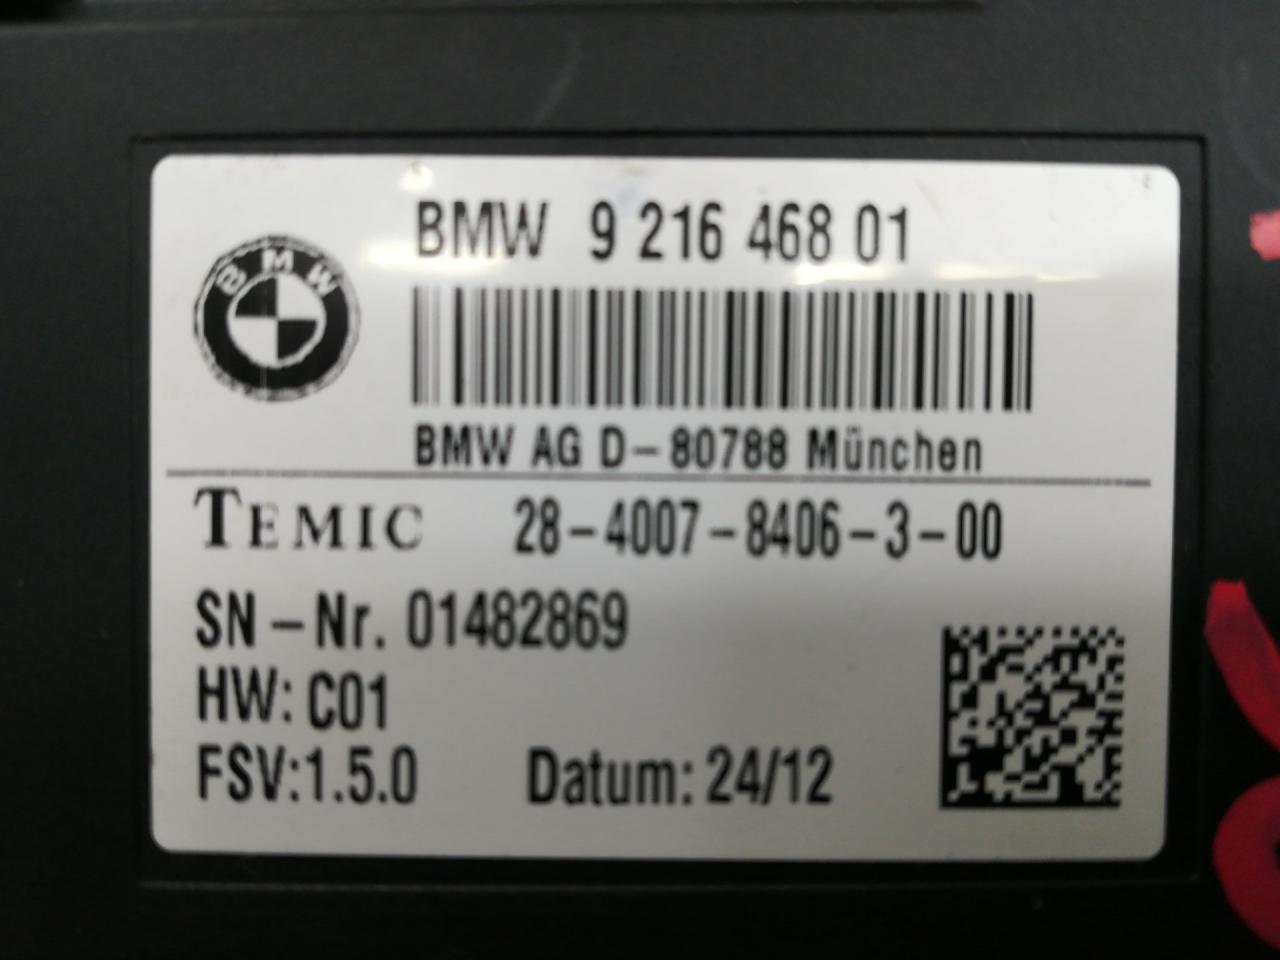 BMW 9 216 468 01
BMW
BMW AG D-80788 München
TEMIC 28-4007-8406-3-00
SN-Nr. 01482869
HW: C01
FSV:1.5.0 Datum: 24/12